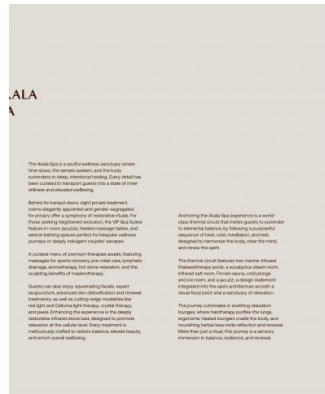 AALA
A
The Akala Spa is a soulful wellness sanctuary where
time slows, the senses awaken, and the body
surrenders to deep, intentional healing. Every detail has
been curated to transport guests into a state of inner
stillness and elevated wellbeing.
Behind its tranquil doors, eight private treatment
rooms elegantly appointed and gender-segregated
for privacy offer a symphony of restorative rituals. For
those seeking heightened seclusion, the VIP Spa Suites
feature in-room jacuzzis, heated massage tables, and
serene bathing spaces perfect for bespoke wellness
journeys or deeply indulgent couples' escapes.
A curated menu of premium therapies awaits, featuring
massages for sports recovery, pre-natal care, lymphatic
drainage, aromatherapy, hot stone relaxation, and the
sculpting benefits of maderotherapy.
Guests can also enjoy rejuvenating facials, expert
acupuncture, advanced skin detoxification and renewal
treatments, as well as cutting-edge modalities like
red light and Celluma light therapy, crystal therapy,
and peels. Enhancing the experience is the deeply
restorative infrared stone bed, designed to promote
relaxation at the cellular level. Every treatment is
meticulously crafted to restore balance, elevate beauty,
and enrich overall wellbeing.
Anchoring the Akala Spa experience is a world-
class thermal circuit that invites guests to surrender
to elemental balance, by following a purposeful
sequence of heat, cold, meditation, and rest,
designed to harmonize the body, clear the mind,
and renew the spirit.
The thermal circuit features two marine-infused
thalassotherapy pools, a eucalyptus steam room,
infrared salt room, Finnish sauna, cold plunge
and ice room, and a jacuzzi, a design statement
integrated into the spa's architecture as both a
visual focal point and a sanctuary of relaxation.
The journey culminates in soothing relaxation
lounges, where halotherapy purifies the lungs,
ergonomic heated loungers cradle the body, and
nourishing herbal teas invite reflection and renewal.
More than just a ritual, this journey is a sensory
immersion in balance, resilience, and renewal.